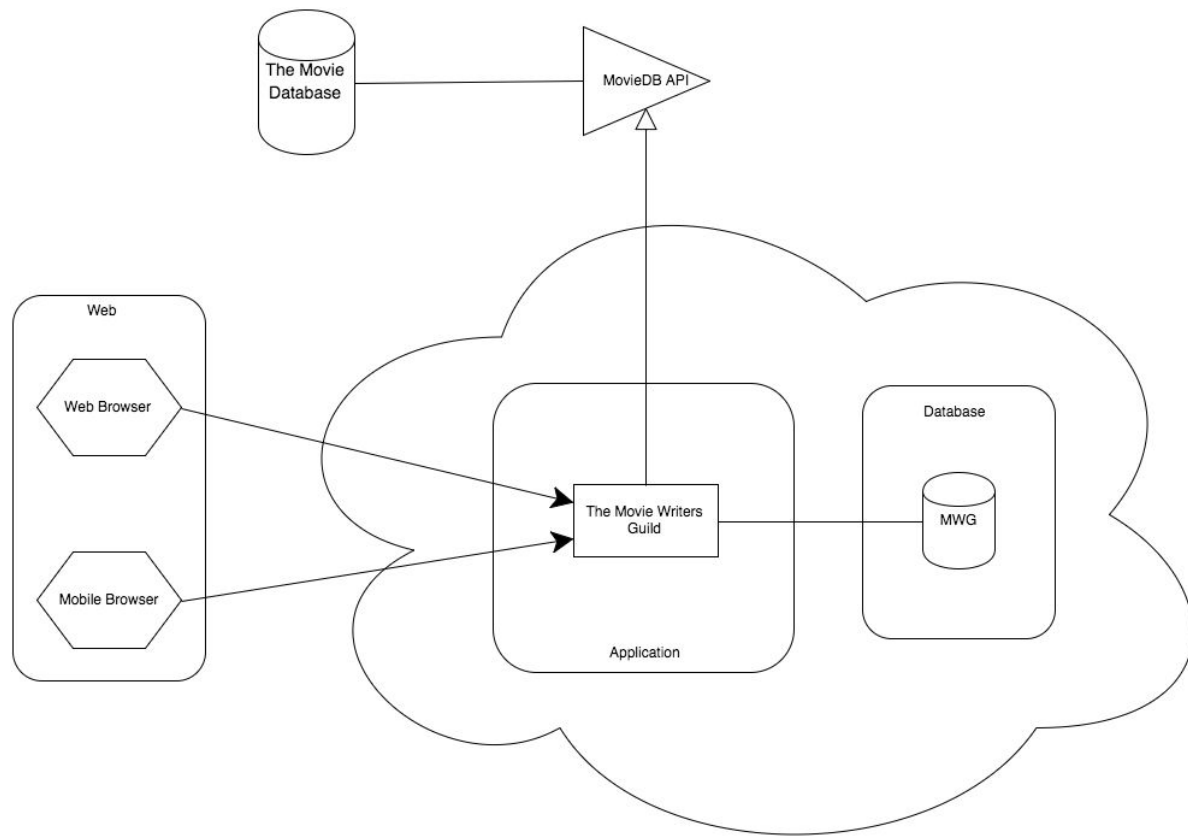 The Movie
Database
MovieDB API
Web
Web Browser
Mobile Browser
The Movie Writers
Guild
Application
Database
MWG